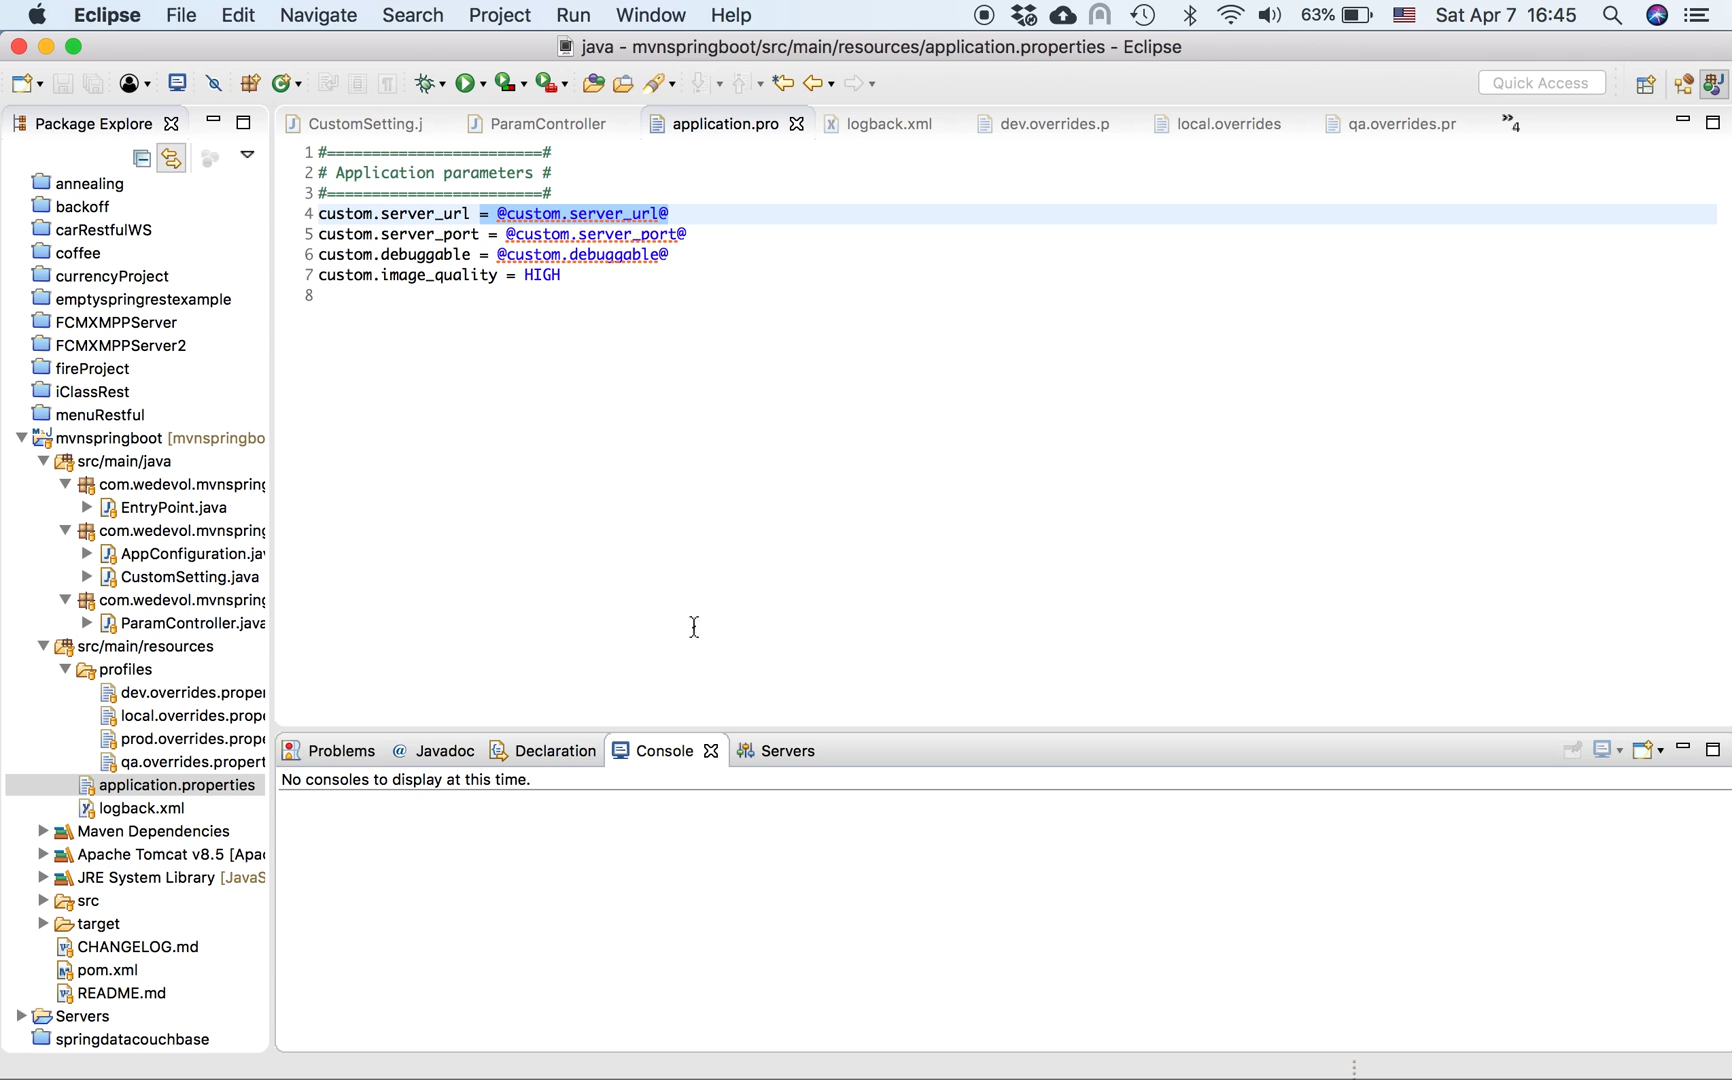 Eclipse File Edit Navigate Search Project Run Window Help 63% Sat Apr 7 16:45
java - mvnspringboot/src/main/resources/application.properties - Eclipse
Quick Access
Package Explorer
CustomSetting.j ParamController application.pro logback.xml dev.overrides.p local.overrides qa.overrides.pr »4
annealing
backoff
carRestfulWS
coffee
currencyProject
emptyspringrestexample
FCMXMPPServer
FCMXMPPServer2
fireProject
iClassRest
menuRestful
mvnspringboot [mvnspringbo
src/main/java
com.wedevol.mvnspring
EntryPoint.java
com.wedevol.mvnspring
AppConfiguration.jav
CustomSetting.java
com.wedevol.mvnspring
ParamController.java
src/main/resources
profiles
dev.overrides.proper
local.overrides.prope
prod.overrides.prope
qa.overrides.propert
application.properties
logback.xml
Maven Dependencies
Apache Tomcat v8.5 [Apac
JRE System Library [JavaS
src
target
CHANGELOG.md
pom.xml
README.md
Servers
springdatacouchbase
1 #========================#
2 # Application parameters #
3 #========================#
4 custom.server_url = @custom.server_url@
5 custom.server_port = @custom.server_port@
6 custom.debuggable = @custom.debuggable@
7 custom.image_quality = HIGH
8
Problems @ Javadoc Declaration Console Servers
No consoles to display at this time.